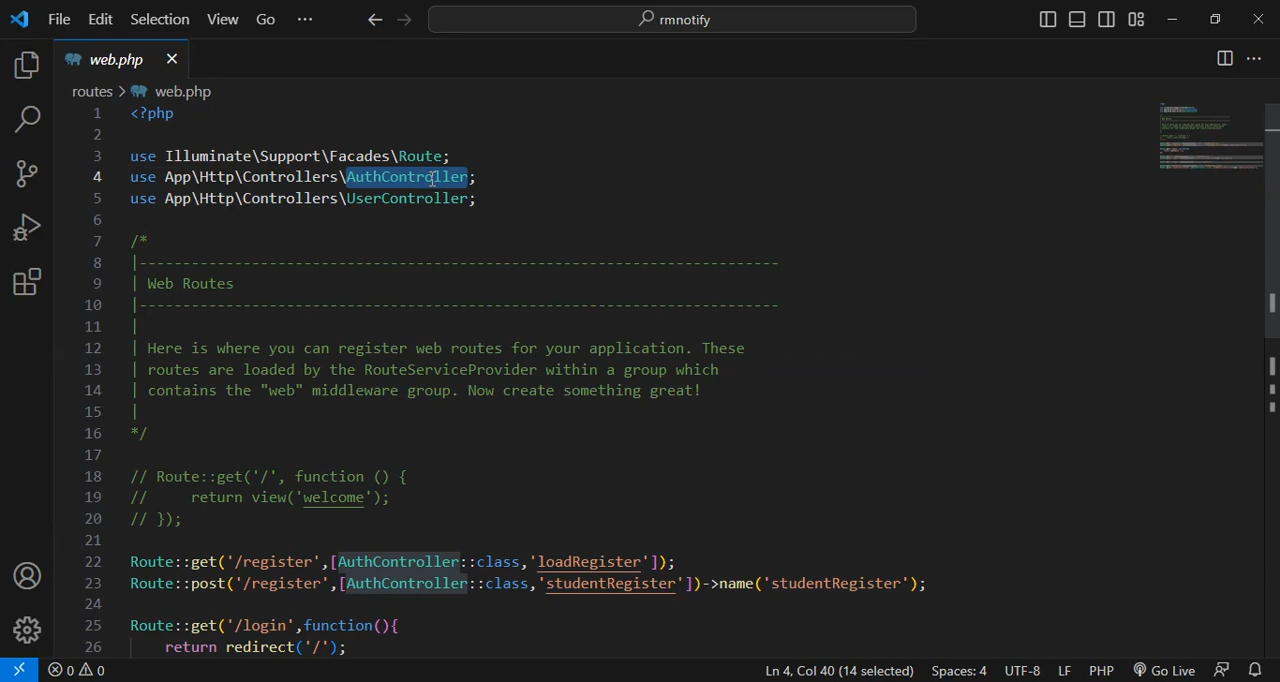 File Edit Selection View Go ··· rmnotify
web.php
routes > web.php
1 <?php
2
3 use Illuminate\Support\Facades\Route;
4 use App\Http\Controllers\AuthController;
5 use App\Http\Controllers\UserController;
6
7 /*
8 |--------------------------------------------------------------------------
9 | Web Routes
10 |--------------------------------------------------------------------------
11 |
12 | Here is where you can register web routes for your application. These
13 | routes are loaded by the RouteServiceProvider within a group which
14 | contains the "web" middleware group. Now create something great!
15 |
16 */
17
18 // Route::get('/', function () {
19 //     return view('welcome');
20 // });
21
22 Route::get('/register',[AuthController::class,'loadRegister']);
23 Route::post('/register',[AuthController::class,'studentRegister'])->name('studentRegister');
24
25 Route::get('/login',function(){
26     return redirect('/');
0 0 Ln 4, Col 40 (14 selected) Spaces: 4 UTF-8 LF PHP Go Live